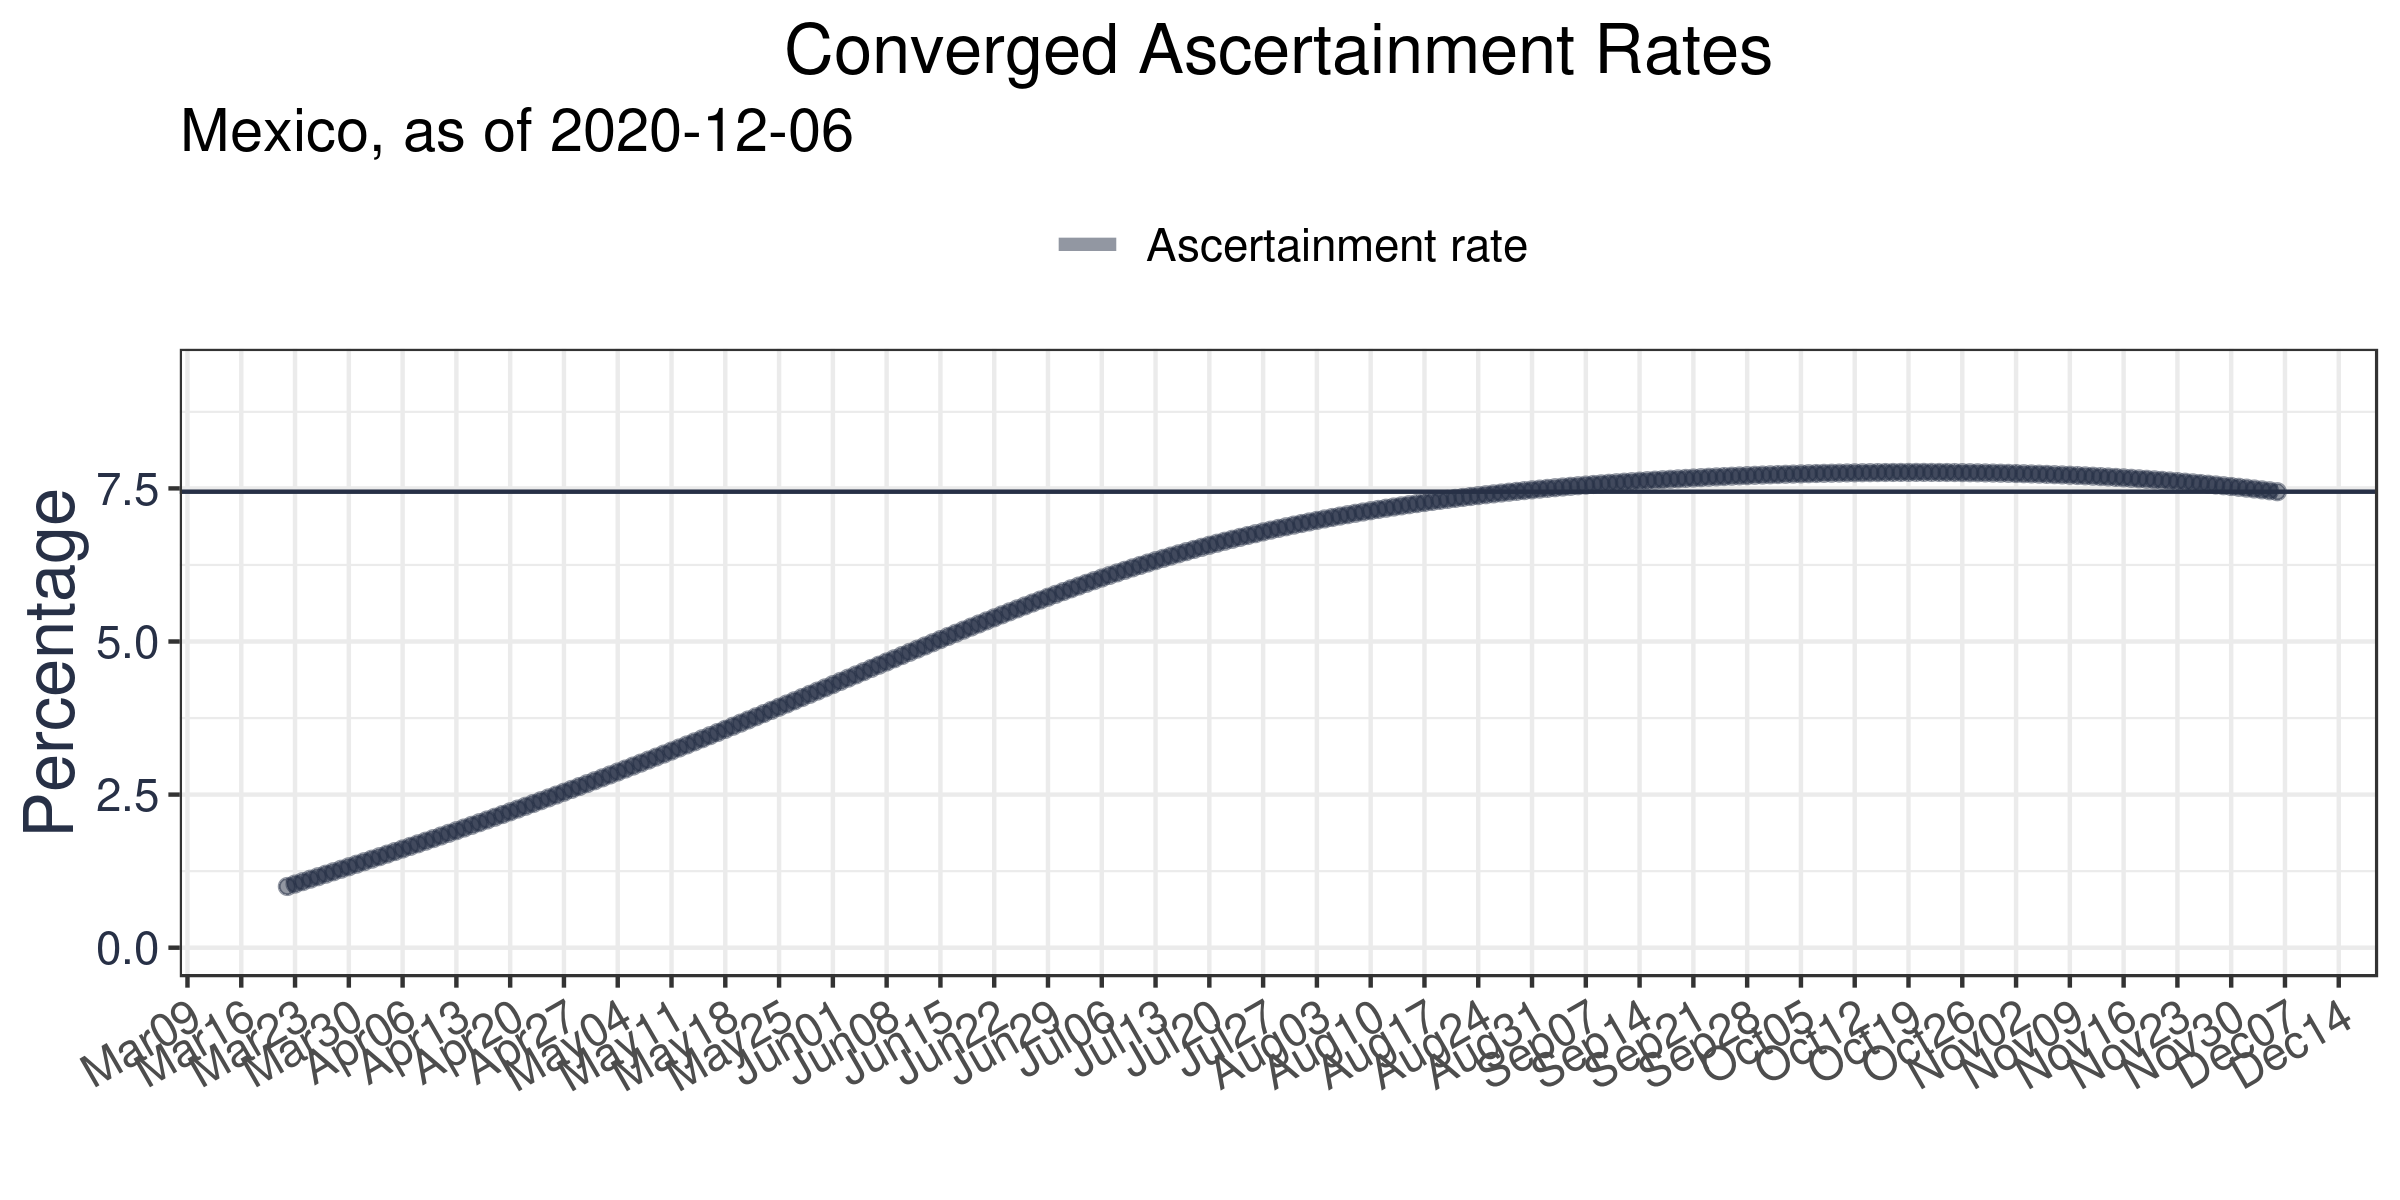 Converged Ascertainment Rates
Mexico, as of 2020-12-06
Ascertainment rate
Percentage
7.5
5.0
2.5
0.0
Mar09 Mar16 Mar23 Mar30 Apr06 Apr13 Apr20 Apr27 May04 May11 May18 May25 Jun01 Jun08 Jun15 Jun22 Jun29 Jul06 Jul13 Jul20 Jul27 Aug03 Aug10 Aug17 Aug24 Aug31 Sep07 Sep14 Sep21 Sep28 Oct05 Oct12 Oct19 Oct26 Nov02 Nov09 Nov16 Nov23 Nov30 Dec07 Dec14